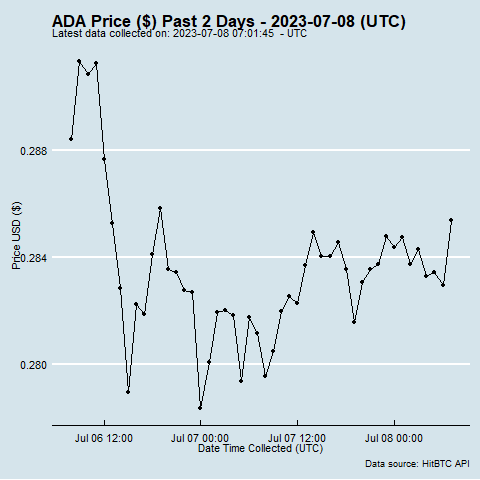 ADA Price ($) Past 2 Days - 2023-07-08 (UTC)
Latest data collected on: 2023-07-08 07:01:45  - UTC
0.288
0.284
0.280
Price USD ($)
Jul 06 12:00 Jul 07 00:00 Jul 07 12:00 Jul 08 00:00
Date Time Collected (UTC)
Data source: HitBTC API